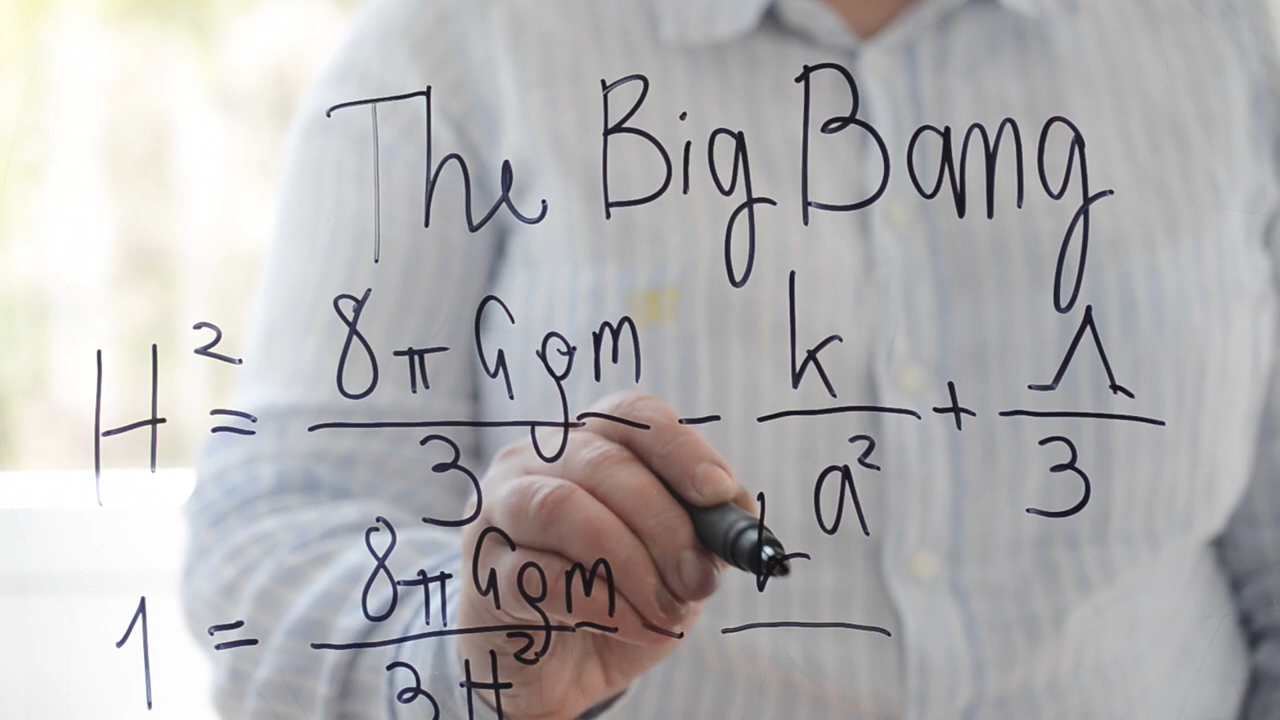 The Big Bang
H² = 8πGρm/3 - k/a² + Λ/3
1 = 8πGρm/3H² - k